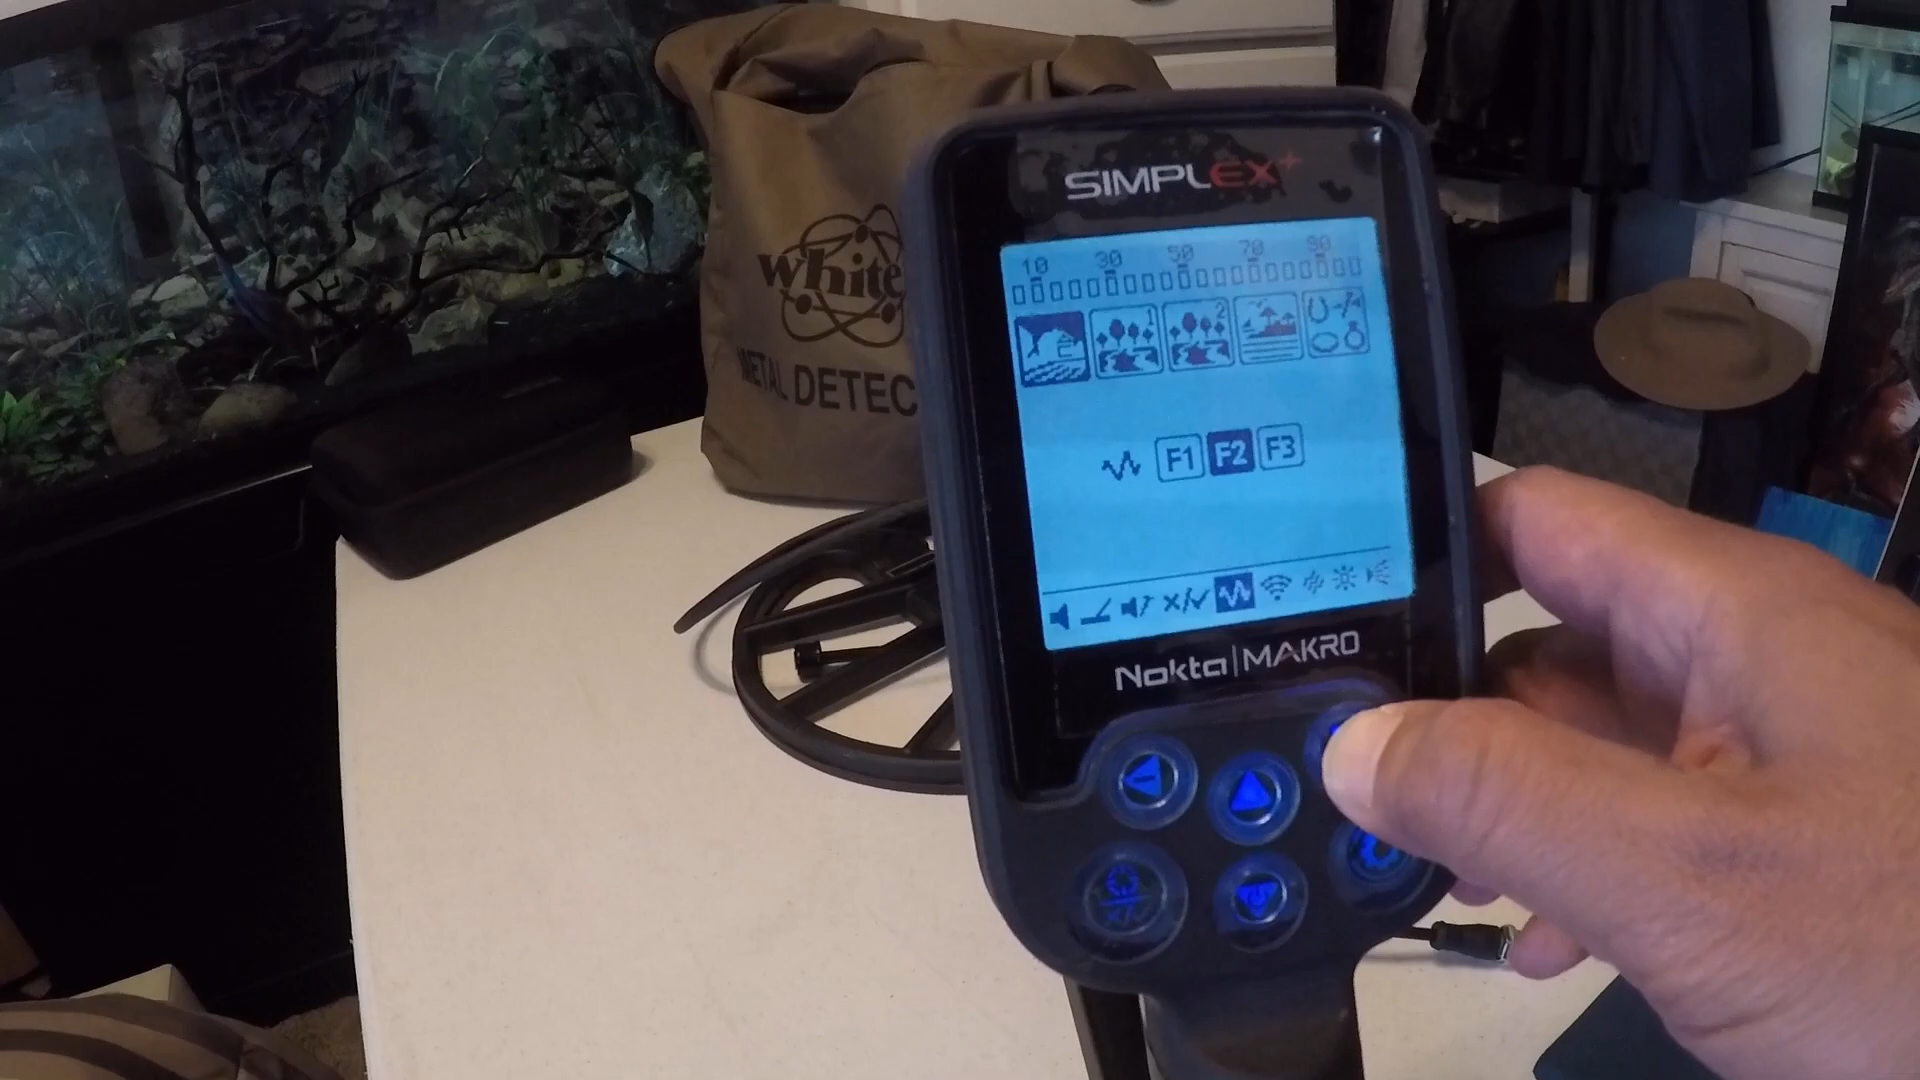 SIMPLEX+
10 30 50 70 90
1 2
F1 F2 F3
Nokta|MAKRO
White
METAL DETEC